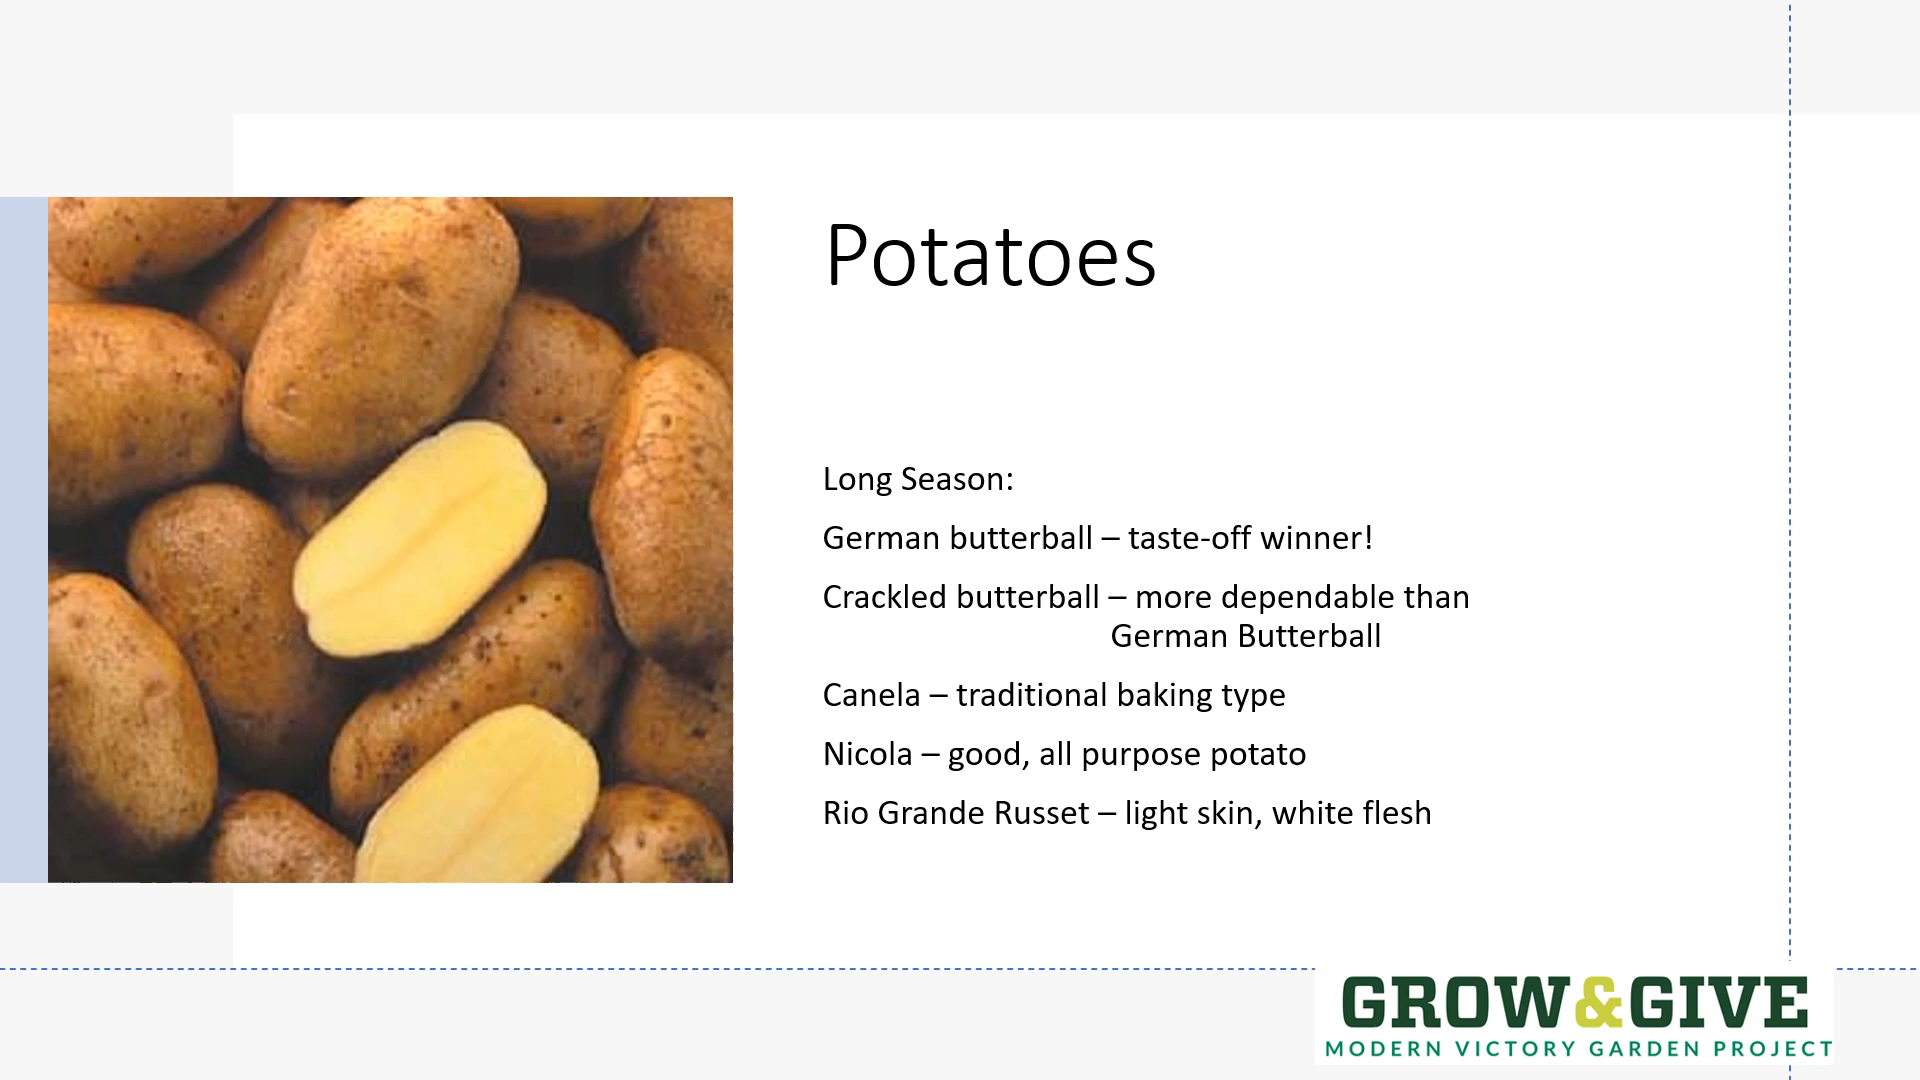 Potatoes
Long Season:
German butterball – taste-off winner!
Crackled butterball – more dependable than
German Butterball
Canela – traditional baking type
Nicola – good, all purpose potato
Rio Grande Russet – light skin, white flesh
GROW&GIVE
MODERN VICTORY GARDEN PROJECT